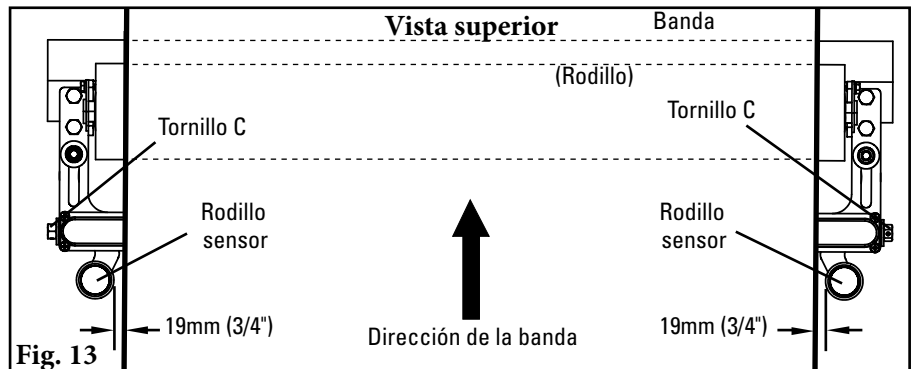 Vista superior
Banda
(Rodillo)
Tornillo C
Tornillo C
Rodillo
sensor
Rodillo
sensor
19mm (3/4")
Dirección de la banda
19mm (3/4")
Fig. 13